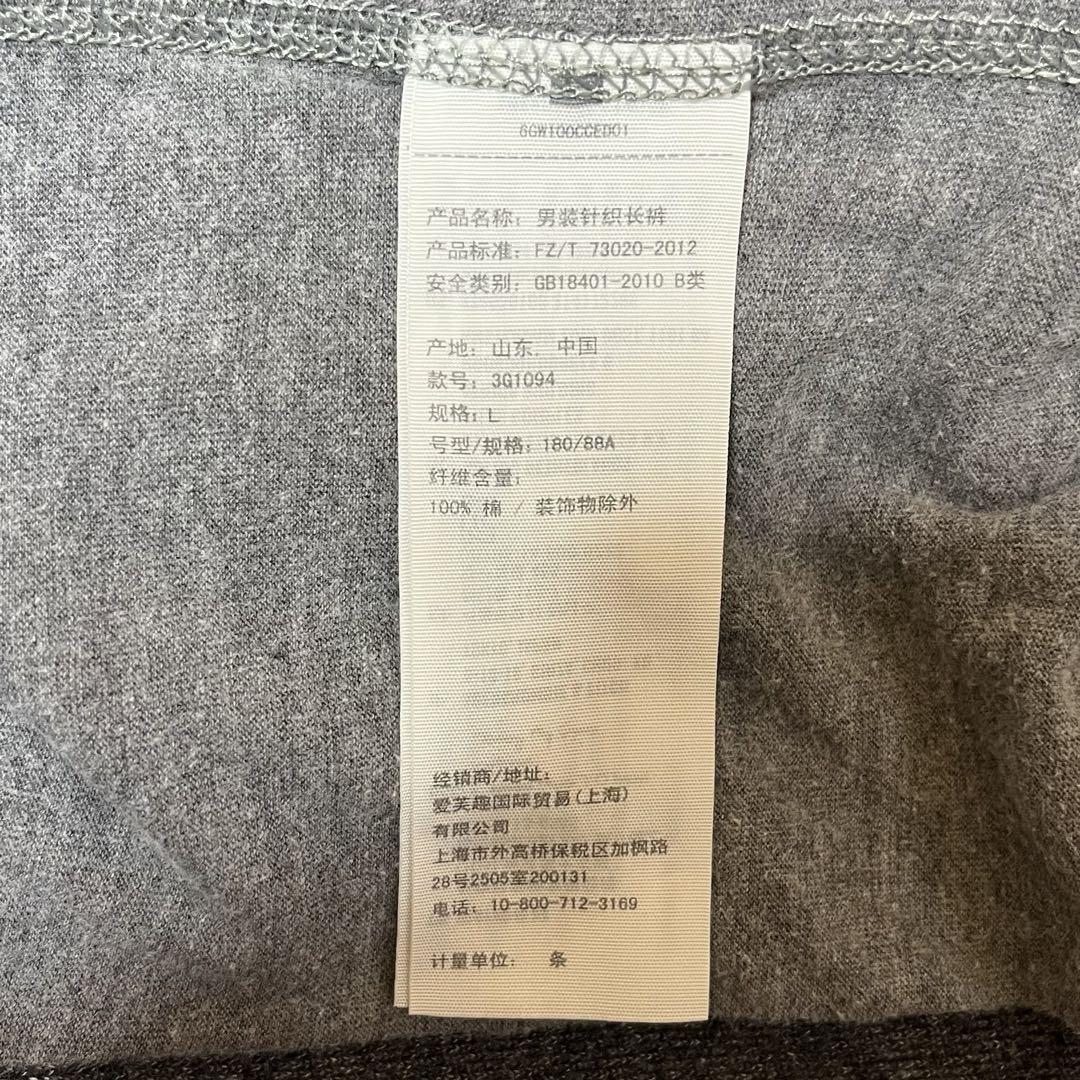 6GW100CCED01
产品名称: 男装针织长裤
产品标准: FZ/T 73020-2012
安全类别: GB18401-2010 B类
产地: 山东, 中国
款号: 3G1094
规格: L
号型/规格: 180/88A
纤维含量:
100% 棉 / 装饰物除外
经销商/地址:
爱芙趣国际贸易(上海)
有限公司
上海市外高桥保税区加枫路
28号2505室200131
电话: 10-800-712-3169
计量单位: 条